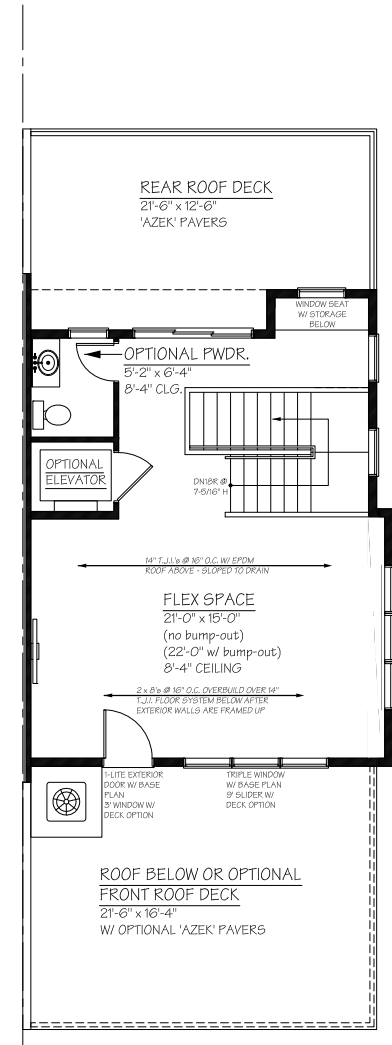 REAR ROOF DECK
21'-6" x 12'-6"
'AZEK' PAVERS
WINDOW SEAT
W/ STORAGE
BELOW
OPTIONAL PWDR.
5'-2" x 6'-4"
8'-4" CLG.
OPTIONAL
ELEVATOR
DN18R @
7-5/16" H
14" T.J.I.'s @ 16" O.C. W/ EPDM
ROOF ABOVE - SLOPED TO DRAIN
FLEX SPACE
21'-0" x 15'-0"
(no bump-out)
(22'-0" w/ bump-out)
8'-4" CEILING
2 x 8's @ 16" O.C. OVERBUILD OVER 14"
T.J.I. FLOOR SYSTEM BELOW AFTER
EXTERIOR WALLS ARE FRAMED UP
1-LITE EXTERIOR
DOOR W/ BASE
PLAN
3' WINDOW W/
DECK OPTION
TRIPLE WINDOW
W/ BASE PLAN
9' SLIDER W/
DECK OPTION
ROOF BELOW OR OPTIONAL
FRONT ROOF DECK
21'-6" x 16'-4"
W/ OPTIONAL 'AZEK' PAVERS